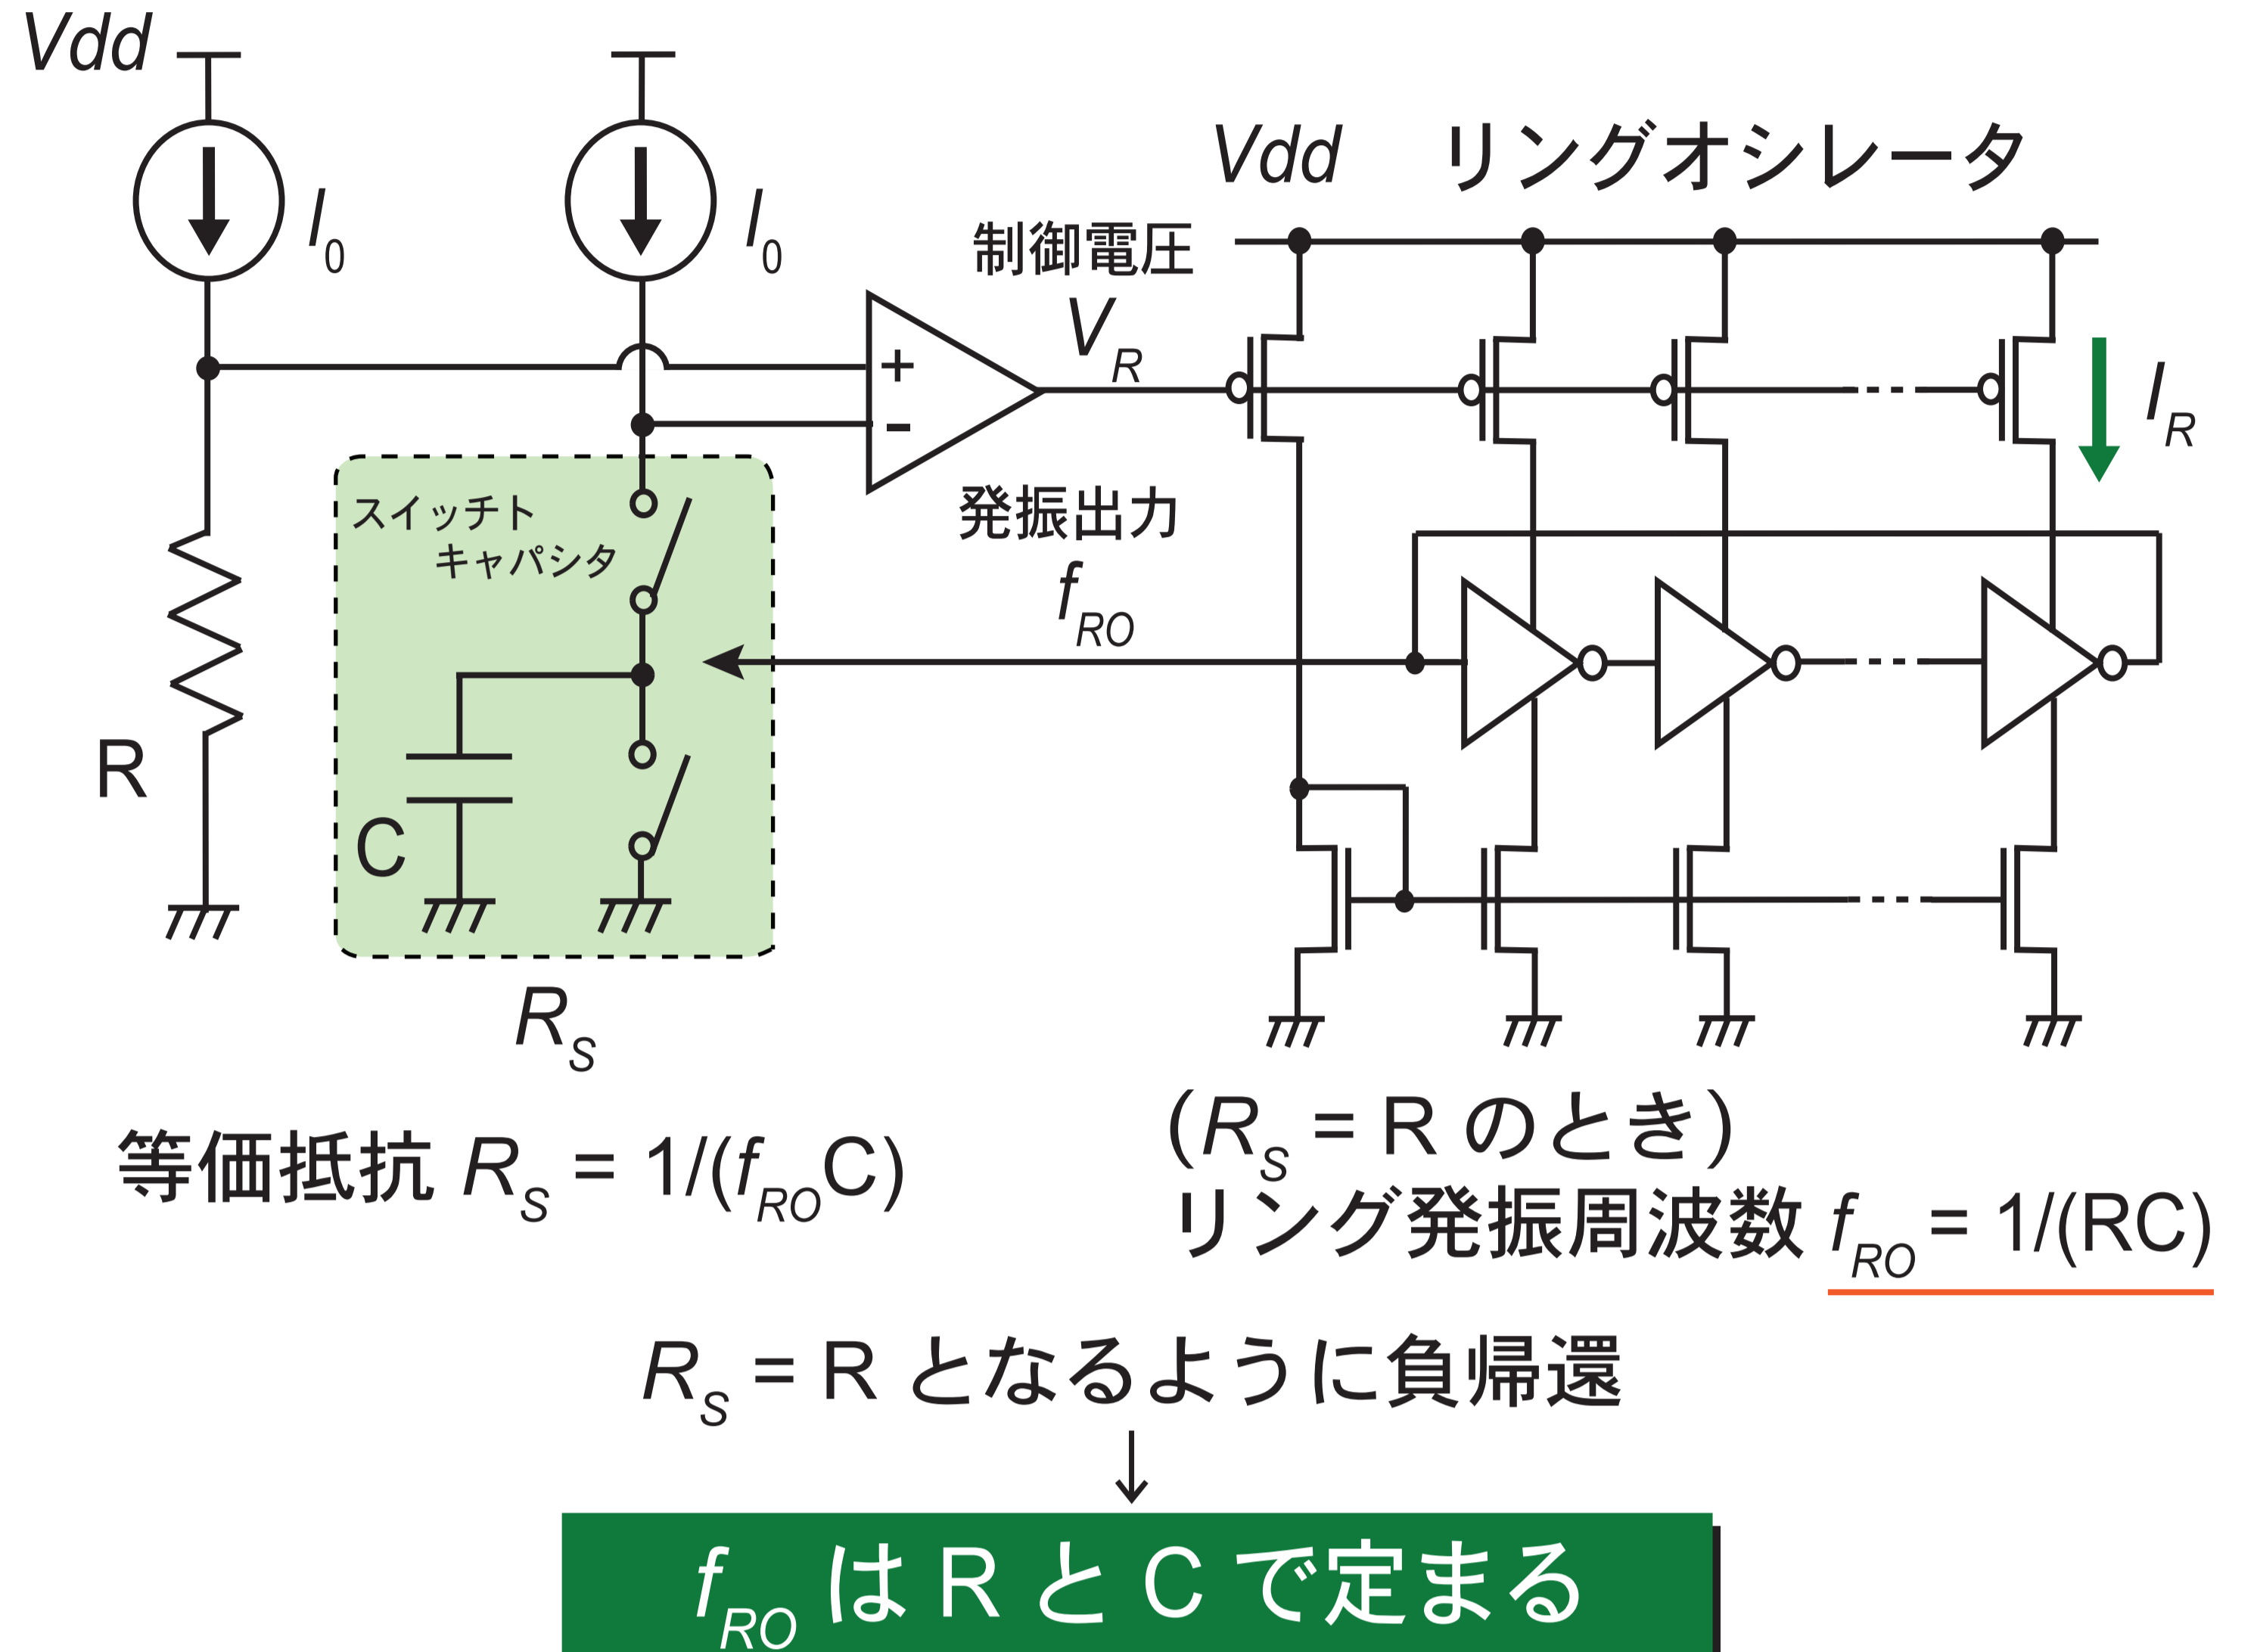 Vdd
I0
I0
Vdd
リングオシレータ
制御電圧
VR
+
-
IR
スイッチト
キャパシタ
発振出力
fRO
R
C
RS
等価抵抗 RS = 1/(fROC)
(RS = R のとき)
リング発振周波数 fRO = 1/(RC)
RS = R となるように負帰還
↓
fRO は R と C で定まる